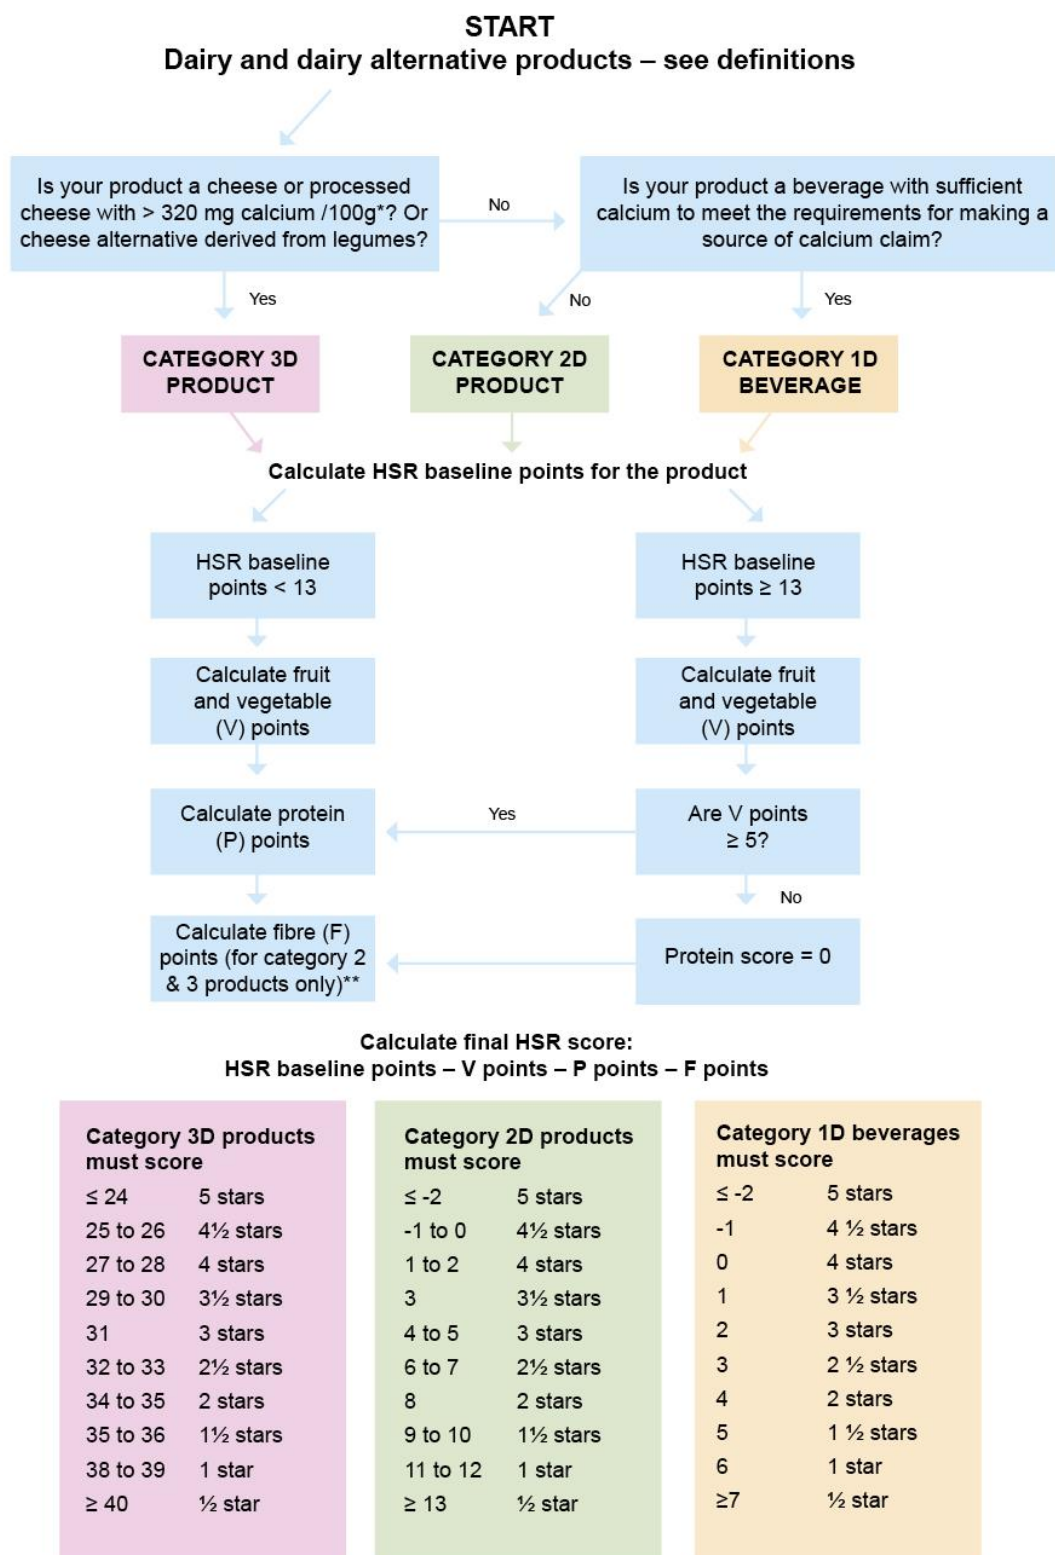 START
Dairy and dairy alternative products – see definitions
Is your product a cheese or processed
cheese with > 320 mg calcium /100g*? Or
cheese alternative derived from legumes?
No
Is your product a beverage with sufficient
calcium to meet the requirements for making a
source of calcium claim?
Yes
No
Yes
CATEGORY 3D
PRODUCT
CATEGORY 2D
PRODUCT
CATEGORY 1D
BEVERAGE
Calculate HSR baseline points for the product
HSR baseline
points < 13
HSR baseline
points ≥ 13
Calculate fruit
and vegetable
(V) points
Calculate fruit
and vegetable
(V) points
Calculate protein
(P) points
Yes
Are V points
≥ 5?
No
Calculate fibre (F)
points (for category 2
& 3 products only)**
Protein score = 0
Calculate final HSR score:
HSR baseline points – V points – P points – F points
Category 3D products
must score
≤ 24 5 stars
25 to 26 4½ stars
27 to 28 4 stars
29 to 30 3½ stars
31 3 stars
32 to 33 2½ stars
34 to 35 2 stars
35 to 36 1½ stars
38 to 39 1 star
≥ 40 ½ star
Category 2D products
must score
≤ -2 5 stars
-1 to 0 4½ stars
1 to 2 4 stars
3 3½ stars
4 to 5 3 stars
6 to 7 2½ stars
8 2 stars
9 to 10 1½ stars
11 to 12 1 star
≥ 13 ½ star
Category 1D beverages
must score
≤ -2 5 stars
-1 4 ½ stars
0 4 stars
1 3 ½ stars
2 3 stars
3 2 ½ stars
4 2 stars
5 1 ½ stars
6 1 star
≥7 ½ star